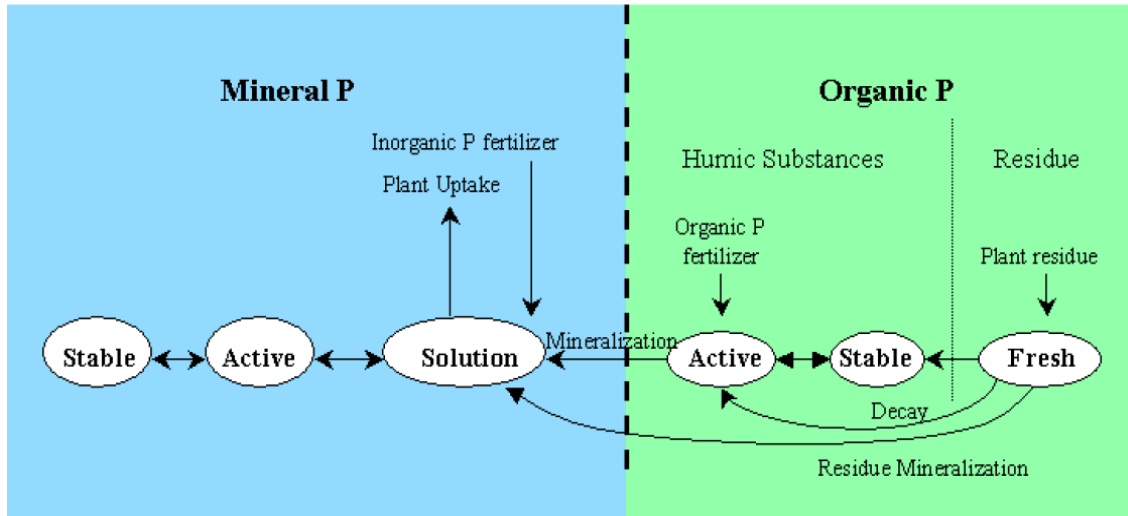 Mineral P
Organic P
Inorganic P fertilizer
Plant Uptake
Humic Substances
Residue
Organic P
fertilizer
Plant residue
Stable
Active
Solution
Mineralization
Active
Stable
Fresh
Decay
Residue Mineralization